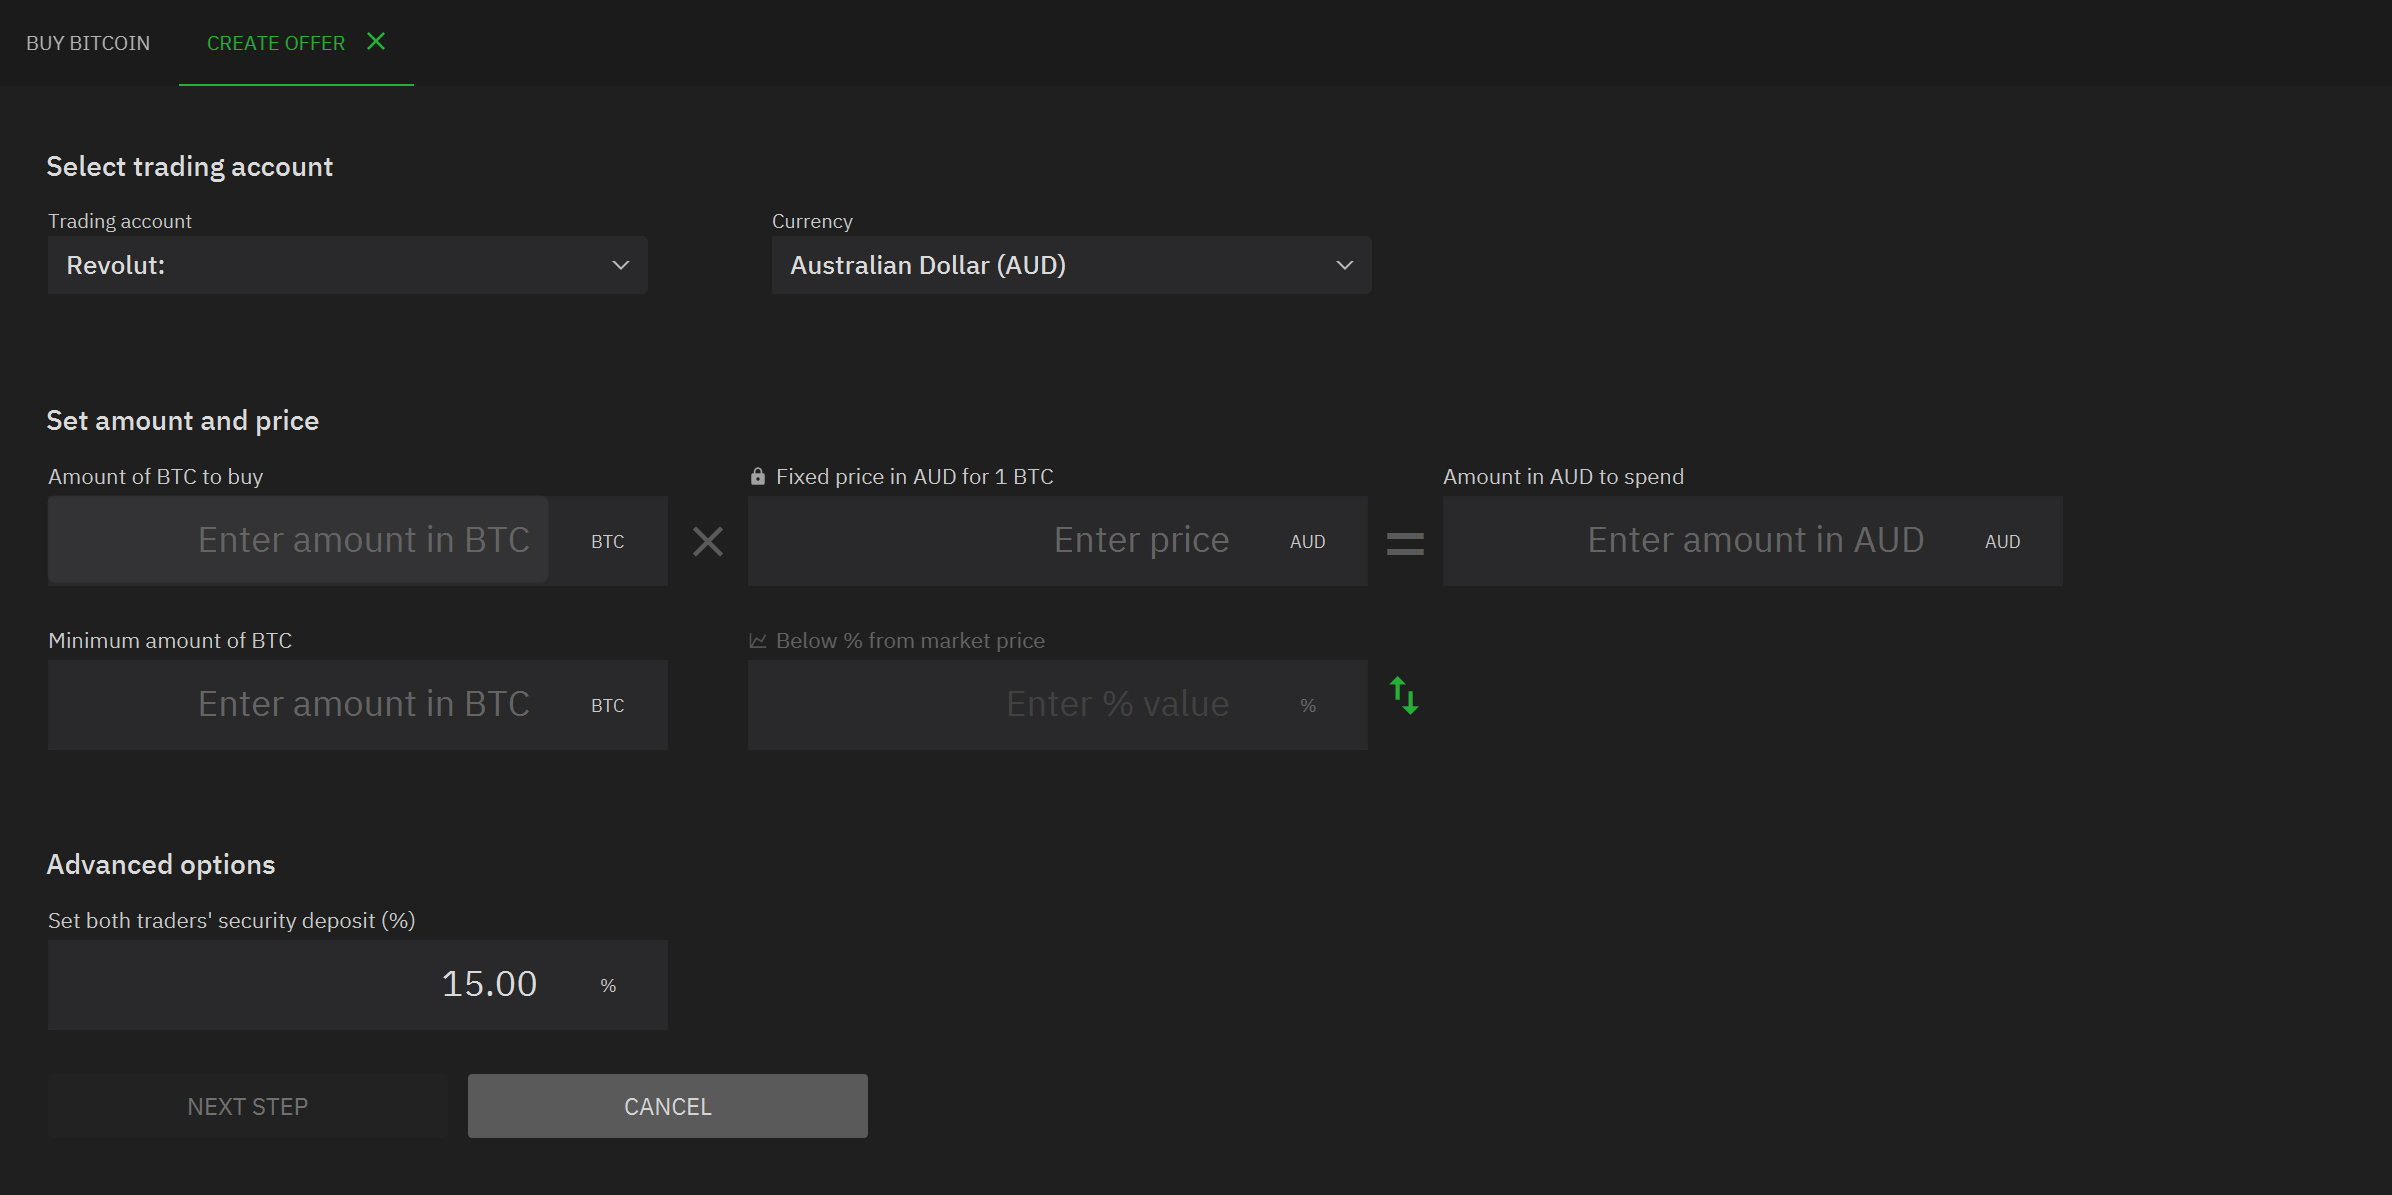 BUY BITCOIN
CREATE OFFER
Select trading account
Trading account
Currency
Revolut:
Australian Dollar (AUD)
Set amount and price
Amount of BTC to buy
Fixed price in AUD for 1 BTC
Amount in AUD to spend
Enter amount in BTC BTC
Enter price AUD
=
Enter amount in AUD AUD
Minimum amount of BTC
Below % from market price
Enter amount in BTC BTC
Enter % value %
Advanced options
Set both traders' security deposit (%)
15.00 %
NEXT STEP
CANCEL